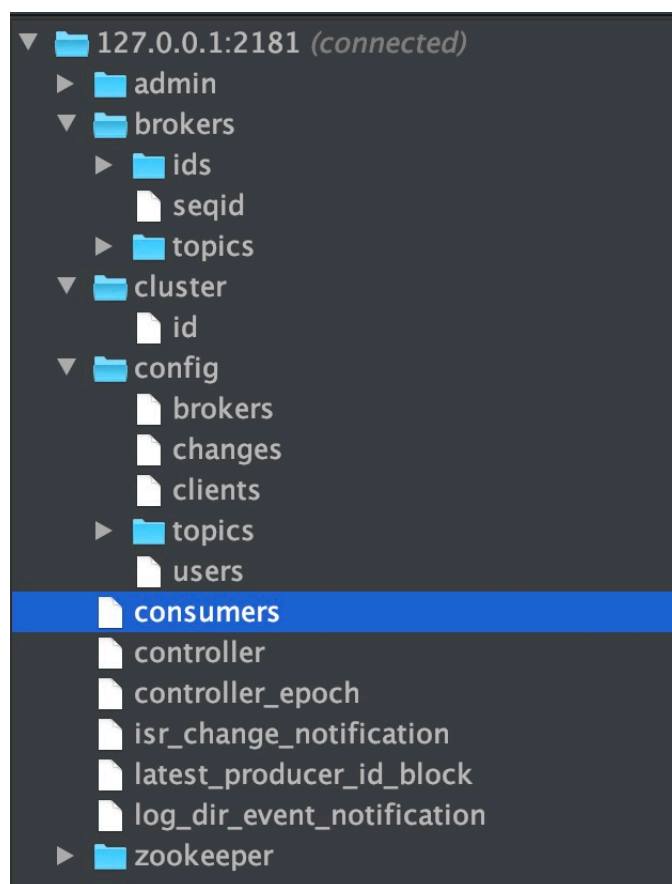 127.0.0.1:2181 (connected)
admin
brokers
ids
seqid
topics
cluster
id
config
brokers
changes
clients
topics
users
consumers
controller
controller_epoch
isr_change_notification
latest_producer_id_block
log_dir_event_notification
zookeeper